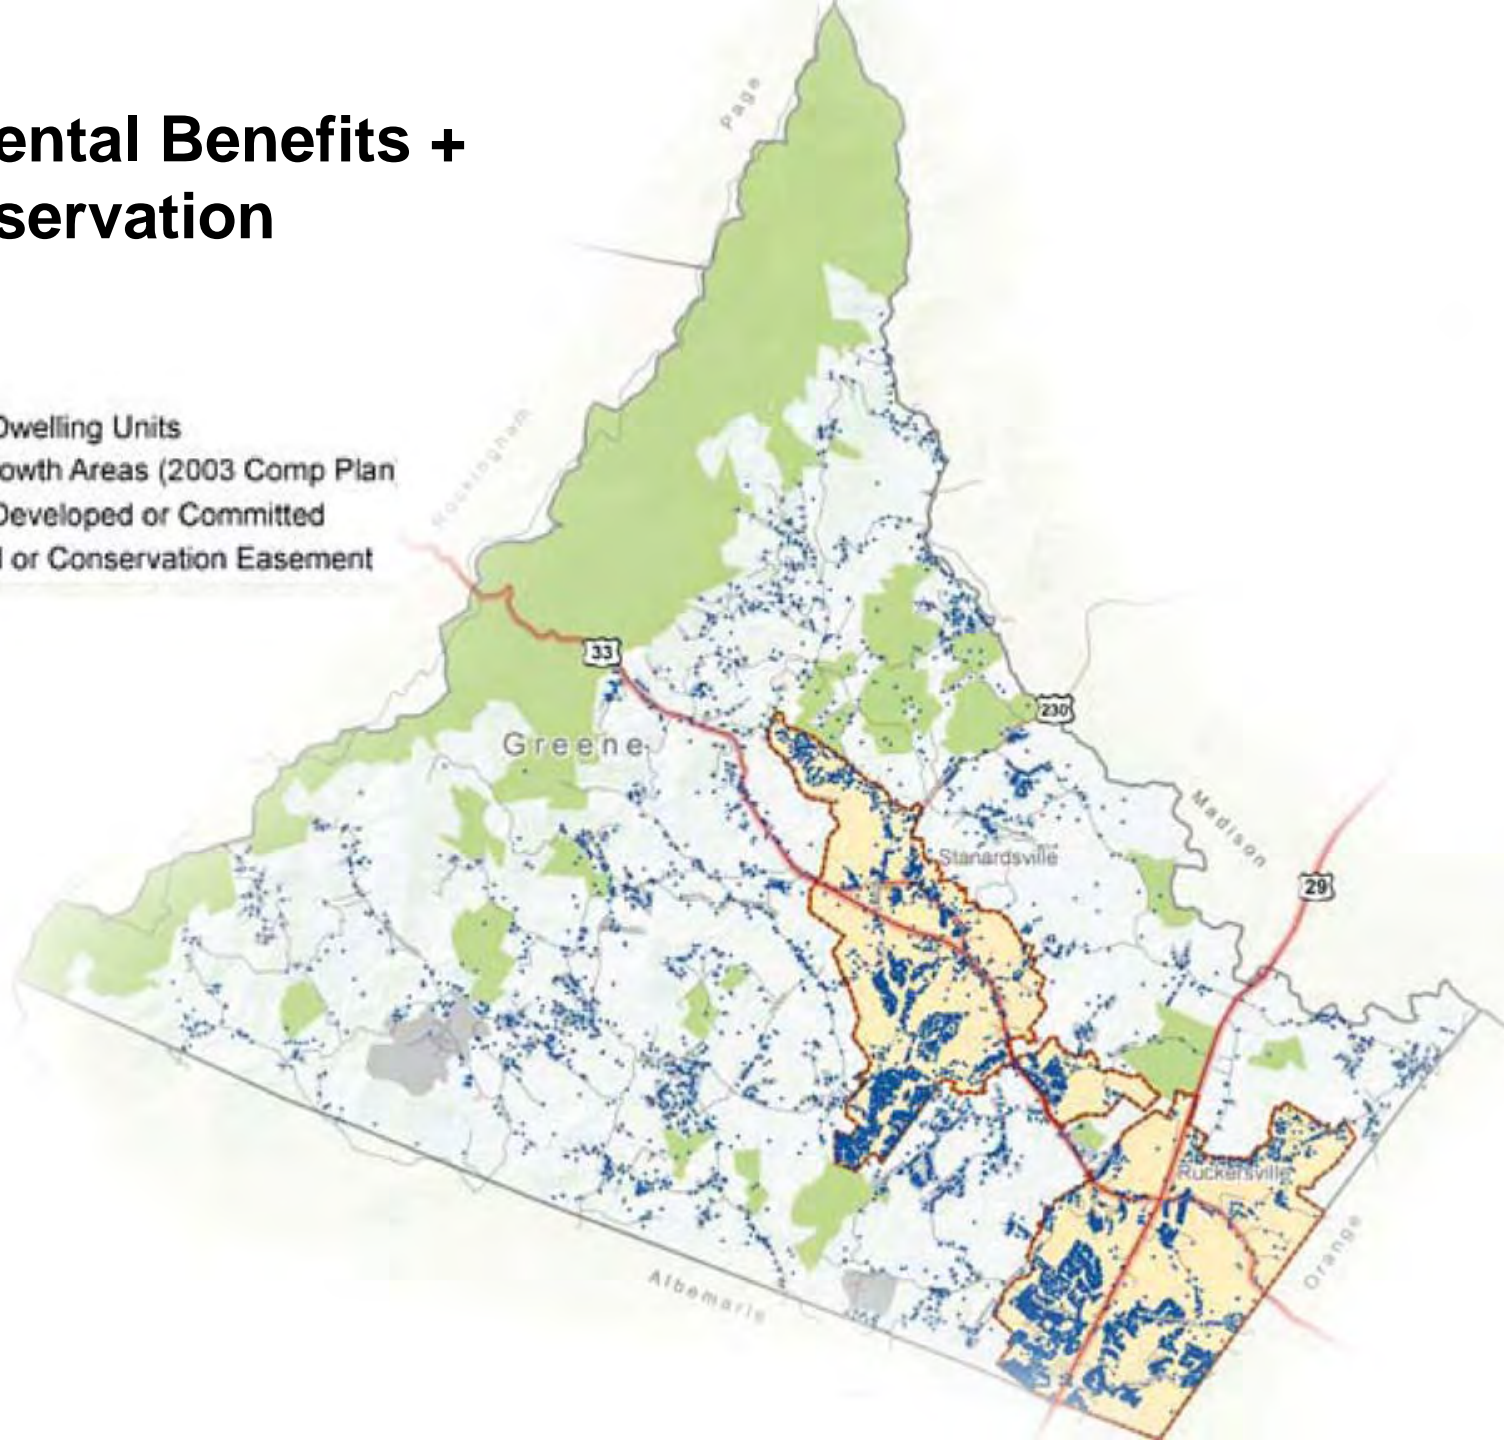 ental Benefits +
servation
Page
Dwelling Units
owth Areas (2003 Comp Plan
Developed or Committed
l or Conservation Easement
Rockingham
33
230
Greene
Madison
Stanardsville
29
Ruckersville
Orange
Albemarle